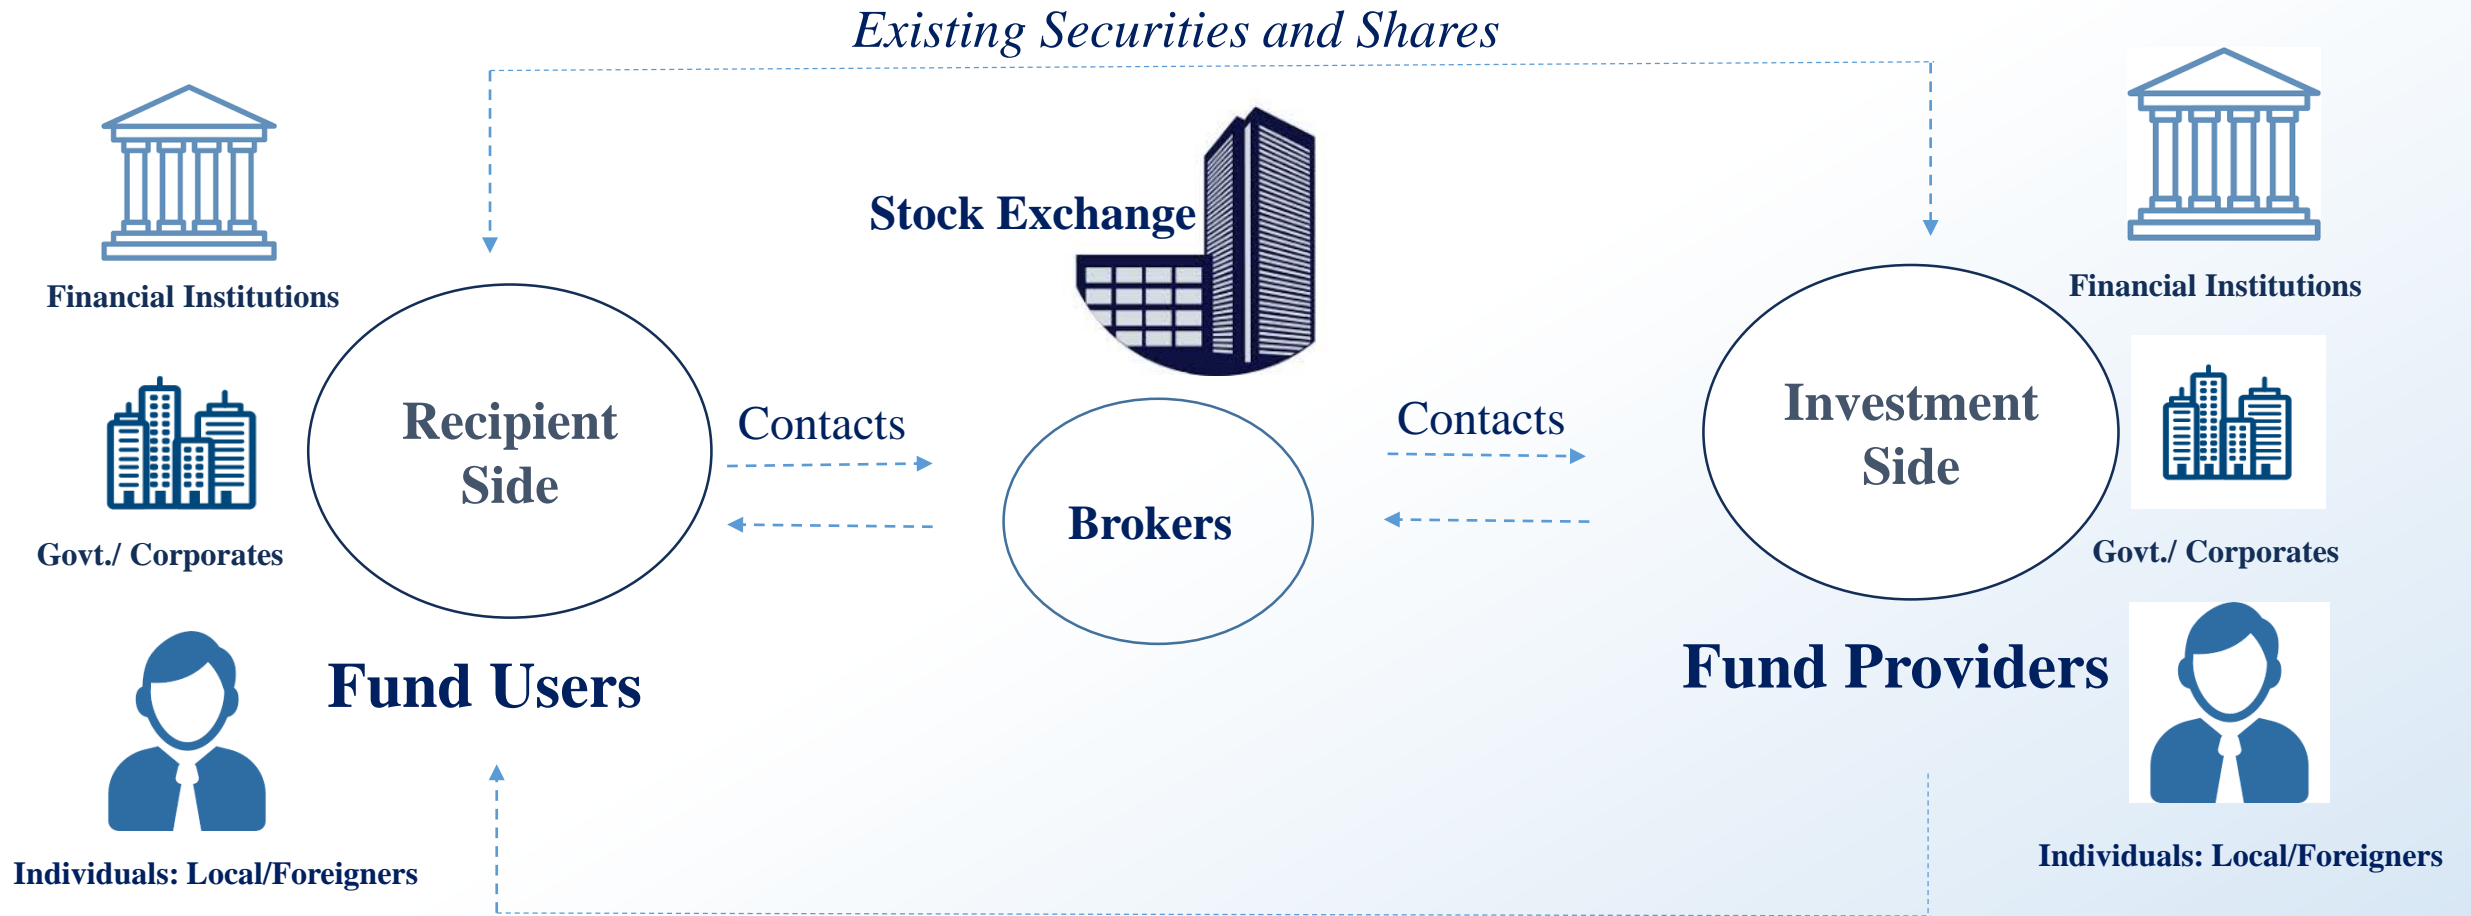 Existing Securities and Shares
Stock Exchange
Financial Institutions
Financial Institutions
Recipient
Side
Contacts
Contacts
Investment
Side
Brokers
Govt./ Corporates
Govt./ Corporates
Fund Users
Fund Providers
Individuals: Local/Foreigners
Individuals: Local/Foreigners